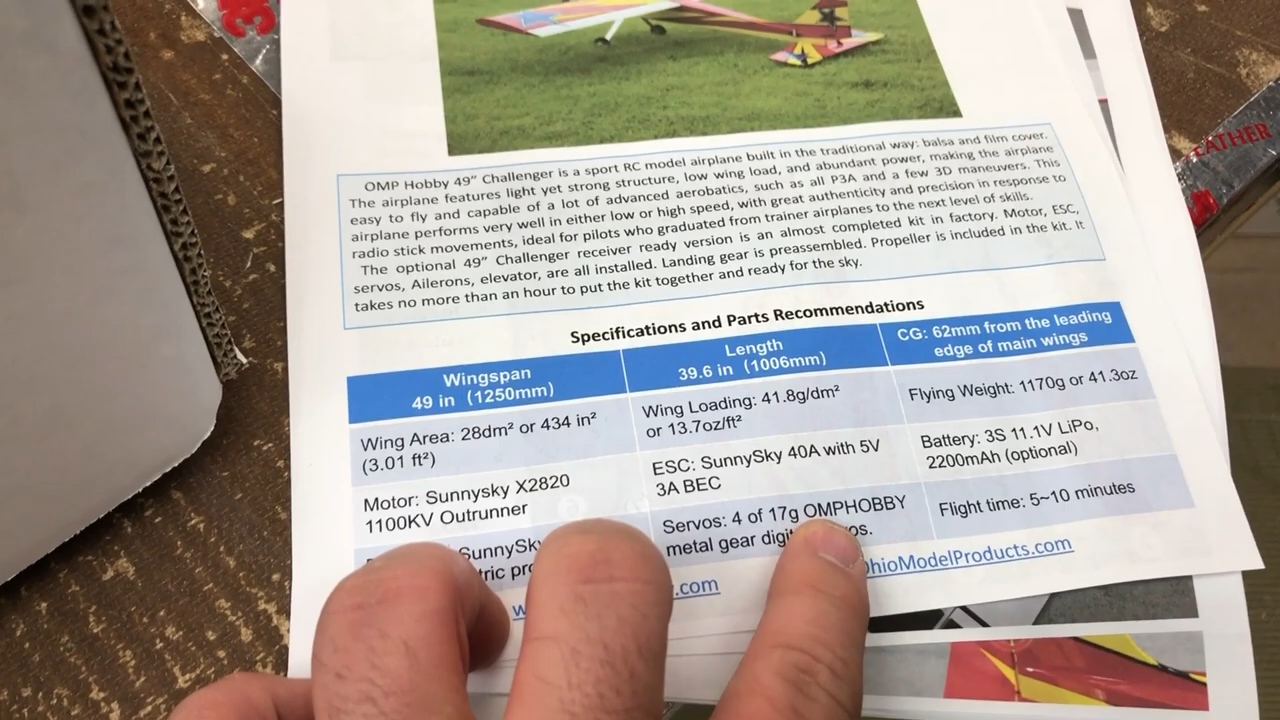 OMP Hobby 49" Challenger is a sport RC model airplane built in the traditional way: balsa and film cover.
The airplane features light yet strong structure, low wing load, and abundant power, making the airplane
easy to fly and capable of a lot of advanced aerobatics, such as all P3A and a few 3D maneuvers. This
airplane performs very well in either low or high speed, with great authenticity and precision in response to
radio stick movements, ideal for pilots who graduated from trainer airplanes to the next level of skills.
The optional 49" Challenger receiver ready version is an almost completed kit in factory. Motor, ESC,
servos, Ailerons, elevator, are all installed. Landing gear is preassembled. Propeller is included in the kit. It
takes no more than an hour to put the kit together and ready for the sky.
Specifications and Parts Recommendations
Wingspan
49 in (1250mm)
Length
39.6 in (1006mm)
CG: 62mm from the leading
edge of main wings
Wing Area: 28dm² or 434 in²
(3.01 ft²)
Wing Loading: 41.8g/dm²
or 13.7oz/ft²
Flying Weight: 1170g or 41.3oz
Motor: Sunnysky X2820
1100KV Outrunner
ESC: SunnySky 40A with 5V
3A BEC
Battery: 3S 11.1V LiPo,
2200mAh (optional)
SunnySky
Servos: 4 of 17g OMPHOBBY
metal gear
Flight time: 5~10 minutes
.com
hioModelProducts.com
EATHER